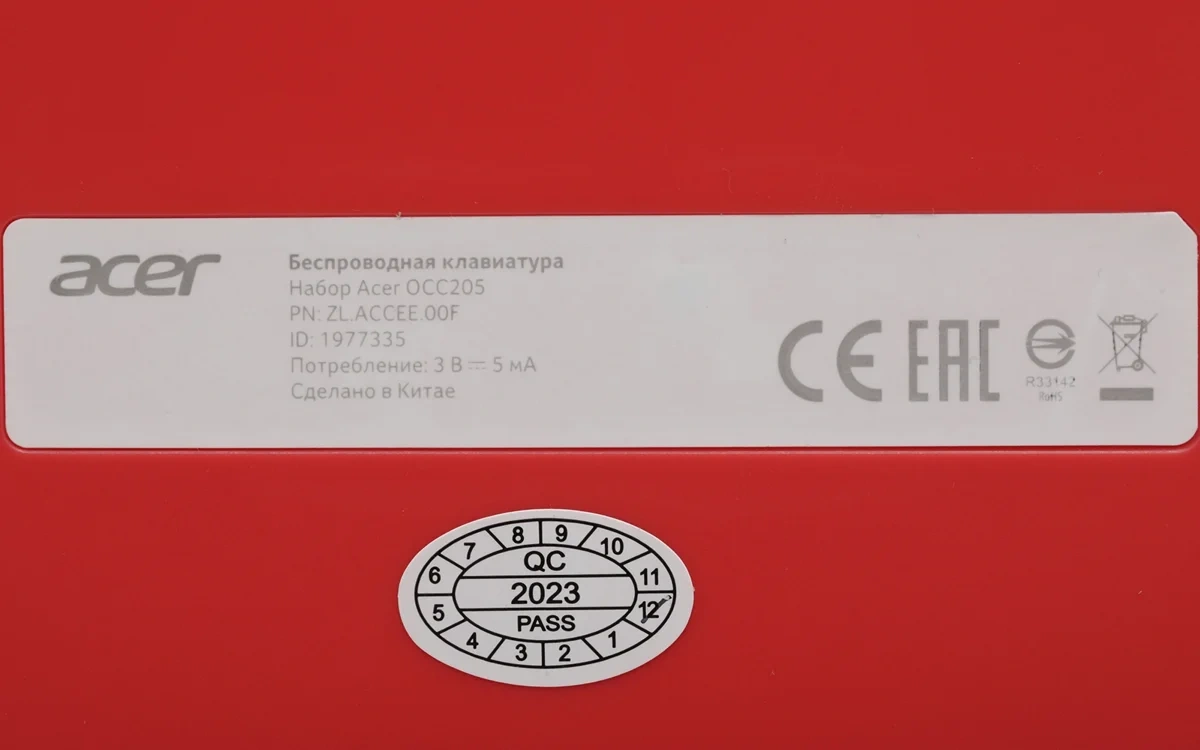 acer
Беспроводная клавиатура
Набор Acer OCC205
PN: ZL.ACCEE.00F
ID: 1977335
Потребление: 3 В ⎓ 5 мА
Сделано в Китае
CE EAC
R33142
RoHS
7 8 9 10
6 QC 11
2023
5 PASS 12
4 3 2 1